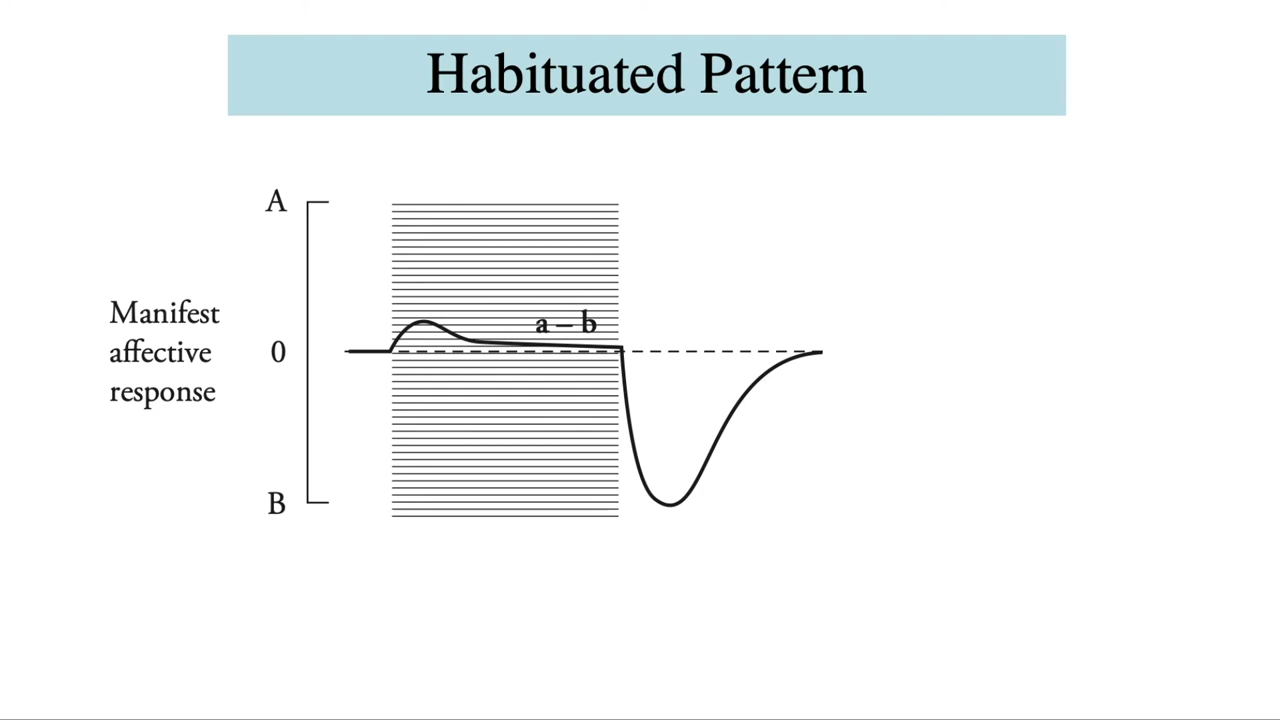 Habituated Pattern
A
a – b
Manifest
affective
response
0
B